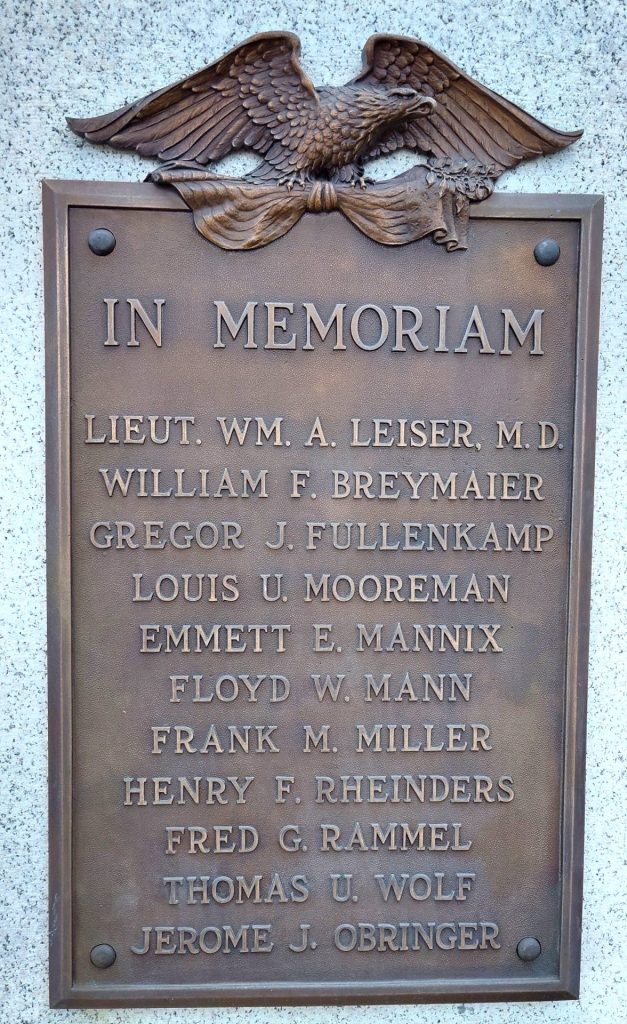 IN MEMORIAM
LIEUT. WM. A. LEISER, M.D.
WILLIAM F. BREYMAIER
GREGOR J. FULLENKAMP
LOUIS U. MOOREMAN
EMMETT E. MANNIX
FLOYD W. MANN
FRANK M. MILLER
HENRY F. RHEINDERS
FRED G. RAMMEL
THOMAS U. WOLF
JEROME J. OBRINGER